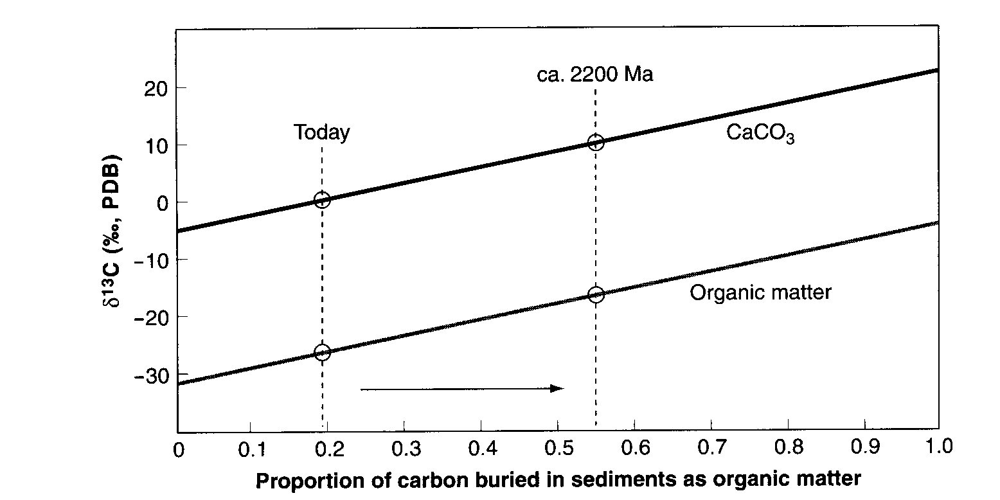 ca. 2200 Ma
20
Today
CaCO₃
10
0
δ¹³C (‰, PDB)
−10
Organic matter
−20
−30
0 0.1 0.2 0.3 0.4 0.5 0.6 0.7 0.8 0.9 1.0
Proportion of carbon buried in sediments as organic matter